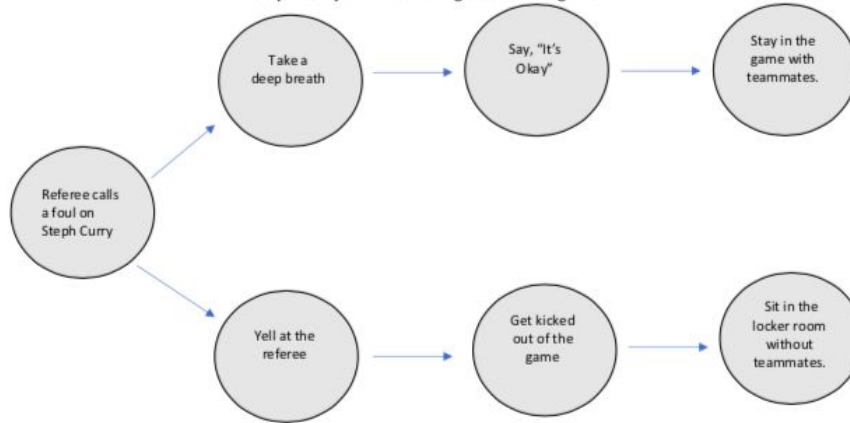 Take a
deep breath
Say, “It’s
Okay”
Stay in the
game with
teammates.
Referee calls
a foul on
Steph Curry
Yell at the
referee
Get kicked
out of the
game
Sit in the
locker room
without
teammates.